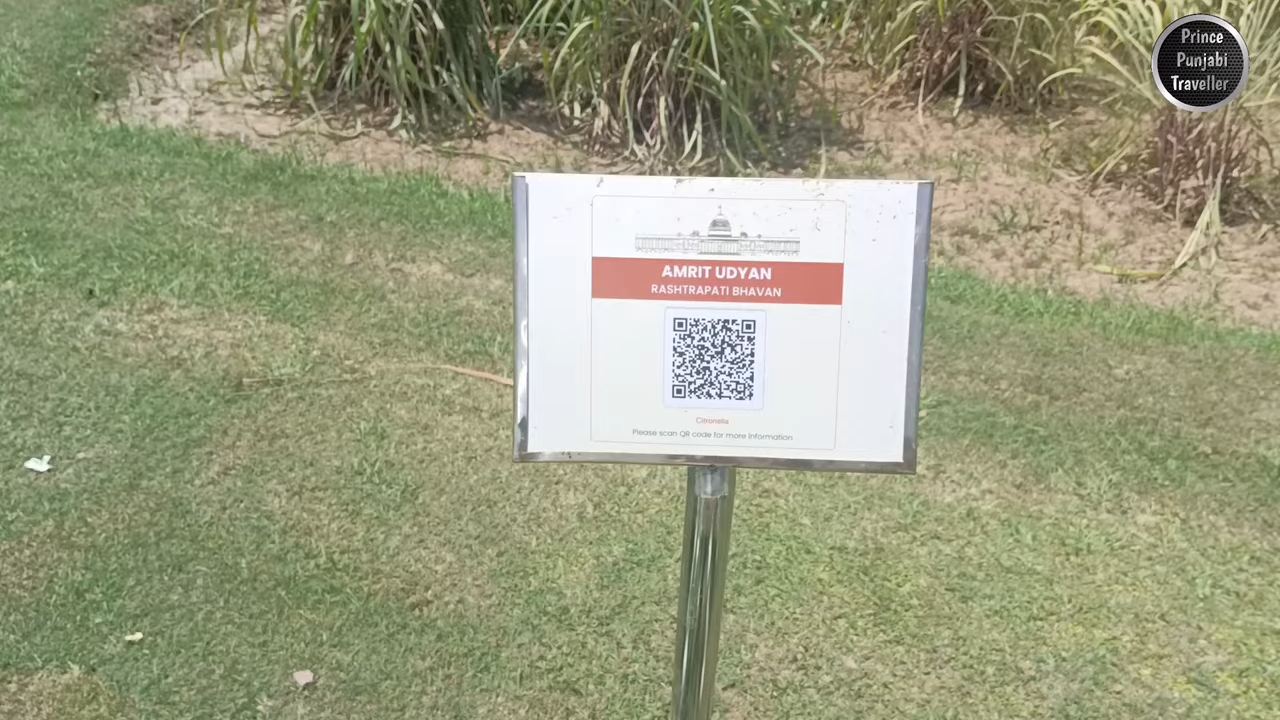 Prince
Punjabi
Traveller
AMRIT UDYAN
RASHTRAPATI BHAVAN
Citronella
Please scan QR code for more information